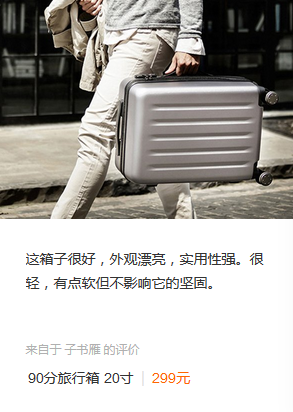 这箱子很好，外观漂亮，实用性强。很
轻，有点软但不影响它的坚固。
来自于 子书雁 的评价
90分旅行箱 20寸 | 299元